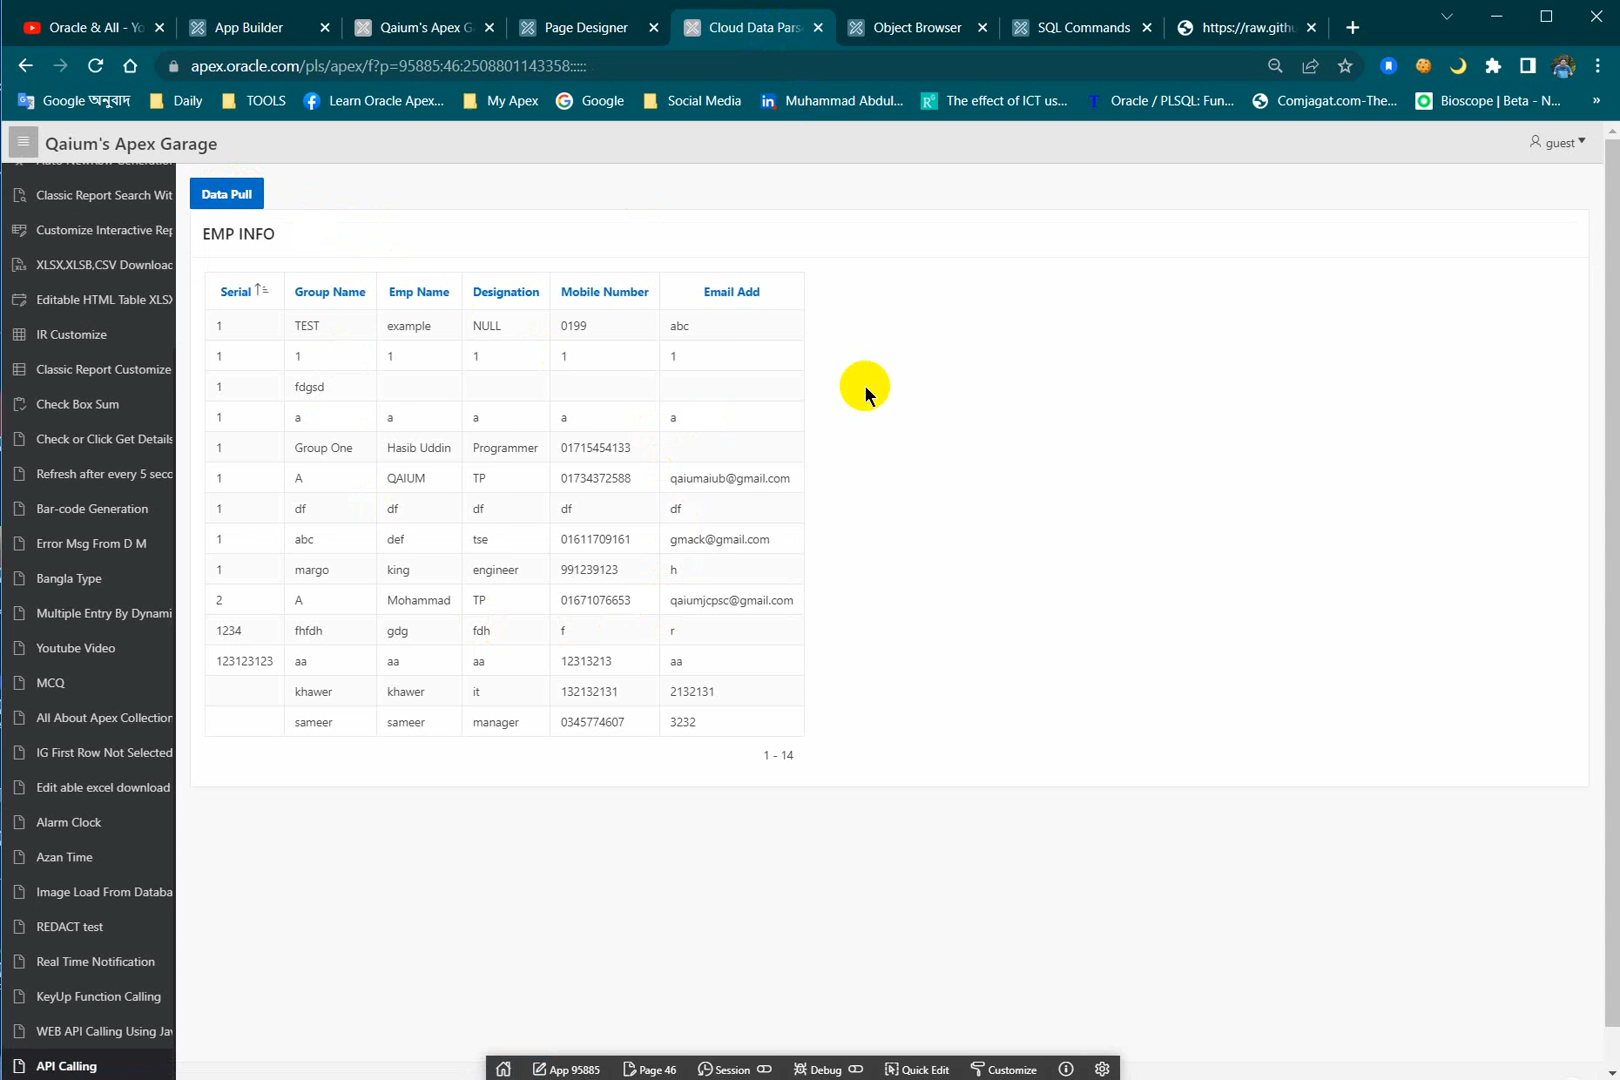 Oracle & All - Yo
App Builder
Qaium's Apex G
Page Designer
Cloud Data Pars
Object Browser
SQL Commands
https://raw.githu
apex.oracle.com/pls/apex/f?p=95885:46:2508801143358:::::
Google অনুবাদ
Daily
TOOLS
Learn Oracle Apex...
My Apex
Google
Social Media
Muhammad Abdul...
The effect of ICT us...
Oracle / PLSQL: Fun...
Comjagat.com-The...
Bioscope | Beta - N...
»
Qaium's Apex Garage
guest
Classic Report Search Wit
Customize Interactive Rep
XLSX,XLSB,CSV Download
Editable HTML Table XLSX
IR Customize
Classic Report Customize
Check Box Sum
Check or Click Get Details
Refresh after every 5 seco
Bar-code Generation
Error Msg From D M
Bangla Type
Multiple Entry By Dynami
Youtube Video
MCQ
All About Apex Collection
IG First Row Not Selected
Edit able excel download
Alarm Clock
Azan Time
Image Load From Databa
REDACT test
Real Time Notification
KeyUp Function Calling
WEB API Calling Using Jav
API Calling
Data Pull
EMP INFO
Serial Group Name Emp Name Designation Mobile Number Email Add
1 TEST example NULL 0199 abc
1 1 1 1 1 1
1 fdgsd
1 a a a a a
1 Group One Hasib Uddin Programmer 01715454133
1 A QAIUM TP 01734372588 qaiumaiub@gmail.com
1 df df df df df
1 abc def tse 01611709161 gmack@gmail.com
1 margo king engineer 991239123 h
2 A Mohammad TP 01671076653 qaiumjcpsc@gmail.com
1234 fhfdh gdg fdh f r
123123123 aa aa aa 12313213 aa
khawer khawer it 132132131 2132131
sameer sameer manager 0345774607 3232
1 - 14
App 95885
Page 46
Session
Debug
Quick Edit
Customize